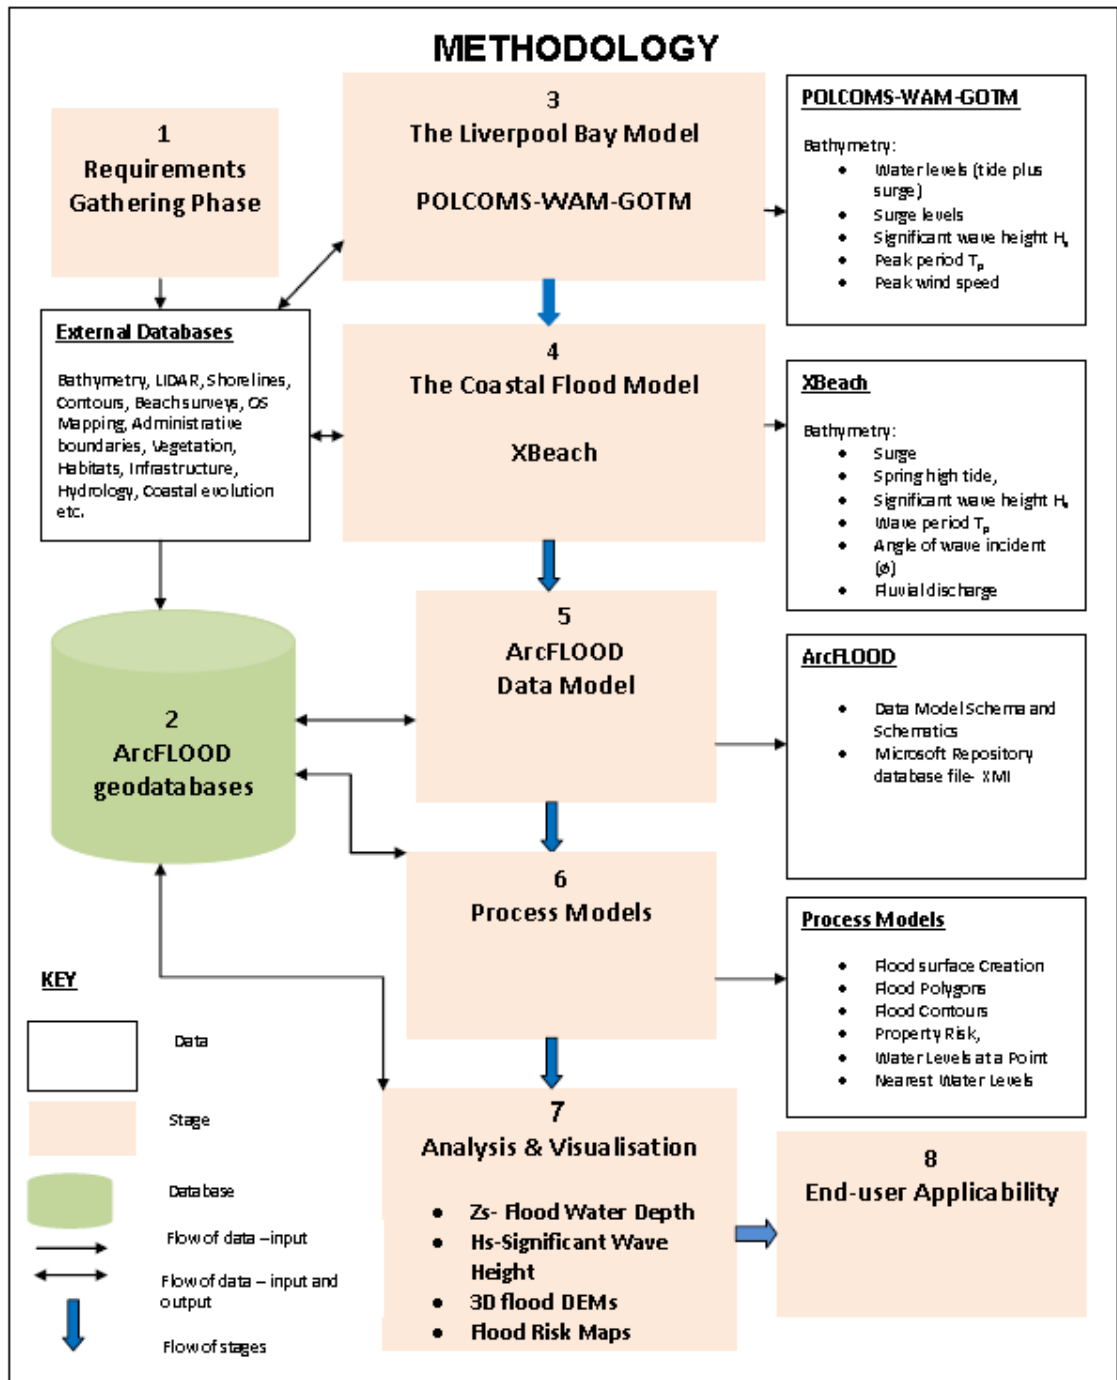 METHODOLOGY
1
Requirements
Gathering Phase
3
The Liverpool Bay Model
POLCOMS-WAM-GOTM
POLCOMS-WAM-GOTM
Bathymetry:
• Water levels (tide plus
surge)
• Surge levels
• Significant wave height Hs
• Peak period Tp
• Peak wind speed
External Databases
Bathymetry, LIDAR, Shorelines,
Contours, Beach surveys, OS
Mapping, Administrative
boundaries, Vegetation,
Habitats, Infrastructure,
Hydrology, Coastal evolution
etc.
4
The Coastal Flood Model
XBeach
XBeach
Bathymetry:
• Surge
• Spring high tide,
• Significant wave height Hs
• Wave period Tp
• Angle of wave incident
(ø)
• Fluvial discharge
2
ArcFLOOD
geodatabases
5
ArcFLOOD
Data Model
ArcFLOOD
• Data Model Schema and
Schematics
• Microsoft Repository
database file- XMI
6
Process Models
Process Models
• Flood surface Creation
• Flood Polygons
• Flood Contours
• Property Risk,
• Water Levels at a Point
• Nearest Water Levels
7
Analysis & Visualisation
• Zs- Flood Water Depth
• Hs-Significant Wave
Height
• 3D flood DEMs
• Flood Risk Maps
8
End-user Applicability
KEY
Data
Stage
Database
Flow of data – input
Flow of data – input and
output
Flow of stages